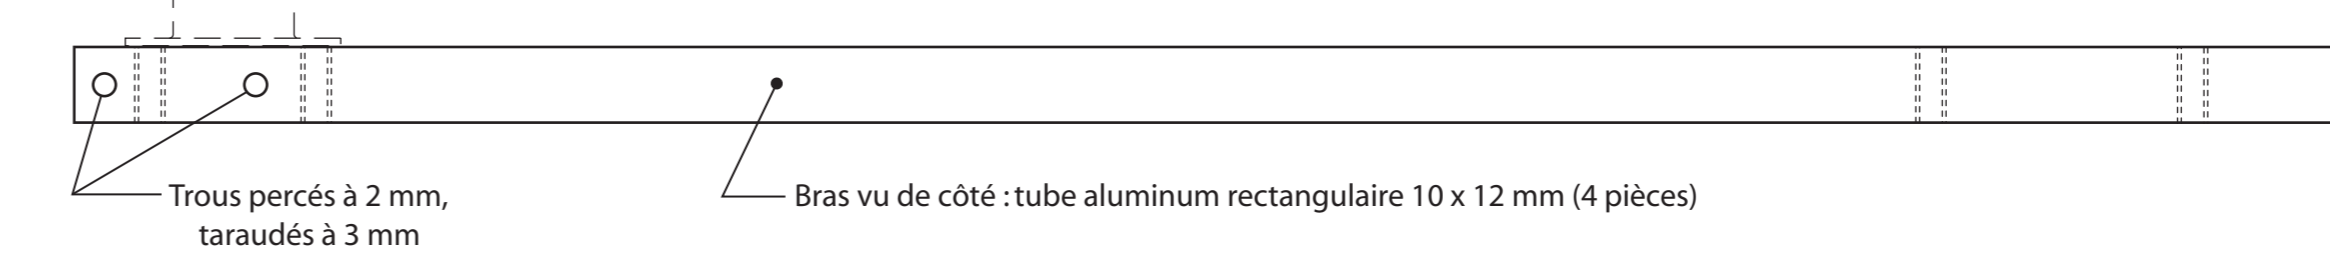 Trous percés à 2 mm,
taraudés à 3 mm
Bras vu de côté : tube aluminum rectangulaire 10 x 12 mm (4 pièces)